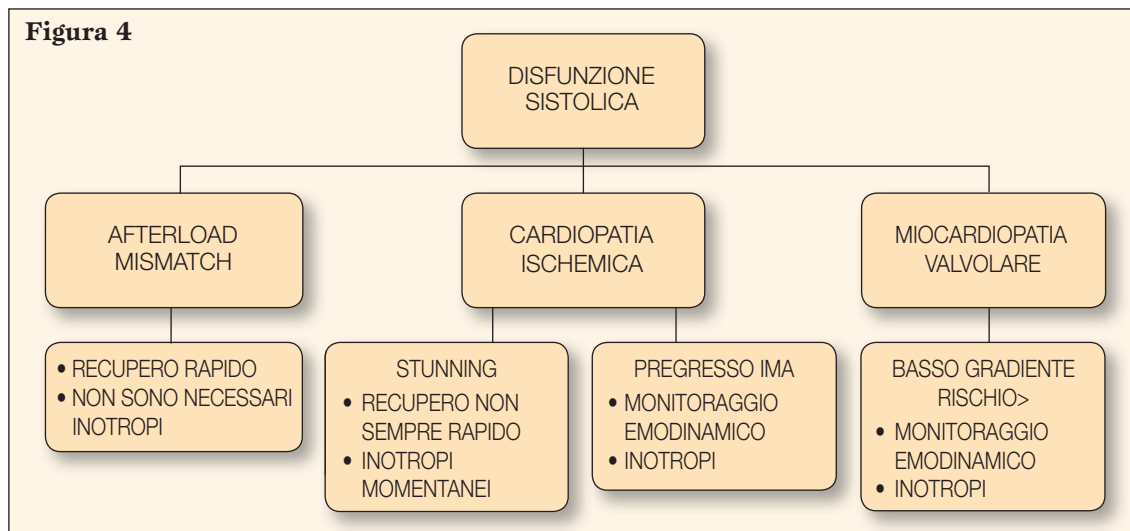 Figura 4
DISFUNZIONE
SISTOLICA
AFTERLOAD
MISMATCH
CARDIOPATIA
ISCHEMICA
MIOCARDIOPATIA
VALVOLARE
• RECUPERO RAPIDO
• NON SONO NECESSARI
INOTROPI
STUNNING
• RECUPERO NON
SEMPRE RAPIDO
• INOTROPI
MOMENTANEI
PREGRESSO IMA
• MONITORAGGIO
EMODINAMICO
• INOTROPI
BASSO GRADIENTE
RISCHIO>
• MONITORAGGIO
EMODINAMICO
• INOTROPI